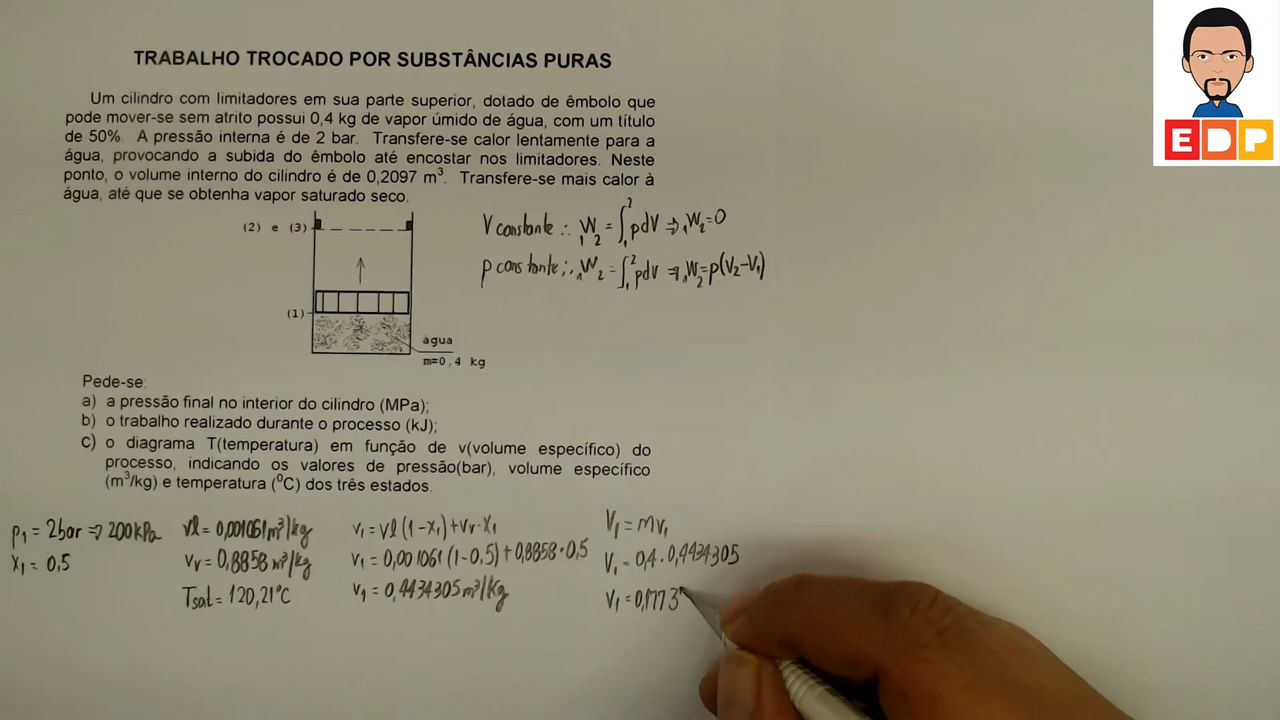 TRABALHO TROCADO POR SUBSTÂNCIAS PURAS
Um cilindro com limitadores em sua parte superior, dotado de êmbolo que
pode mover-se sem atrito possui 0,4 kg de vapor úmido de água, com um título
de 50%. A pressão interna é de 2 bar. Transfere-se calor lentamente para a
água, provocando a subida do êmbolo até encostar nos limitadores. Neste
ponto, o volume interno do cilindro é de 0,2097 m³. Transfere-se mais calor à
água, até que se obtenha vapor saturado seco.
(2) e (3)
(1)
água
m=0,4 kg
V constante ∴ ₁W₂ = ∫₁² pdV ⇒ ₁W₂=0
p constante ∴ ₁W₂ = ∫₁² pdV ⇒ ₁W₂=p(V₂-V₁)
Pede-se:
a) a pressão final no interior do cilindro (MPa);
b) o trabalho realizado durante o processo (kJ);
c) o diagrama T(temperatura) em função de v(volume específico) do
processo, indicando os valores de pressão(bar), volume específico
(m³/kg) e temperatura (⁰C) dos três estados.
p₁ = 2bar ⇒ 200kPa
x₁ = 0,5
vl = 0,001061 m³/kg
vv = 0,8858 m³/kg
Tsat = 120,21°C
v₁ = vl (1-x₁)+vv·x₁
v₁ = 0,001061 (1-0,5)+0,8858·0,5
v₁ = 0,4434305 m³/kg
V₁ = mv₁
V₁ = 0,4.0,4434305
V₁ = 0,1773
EDP